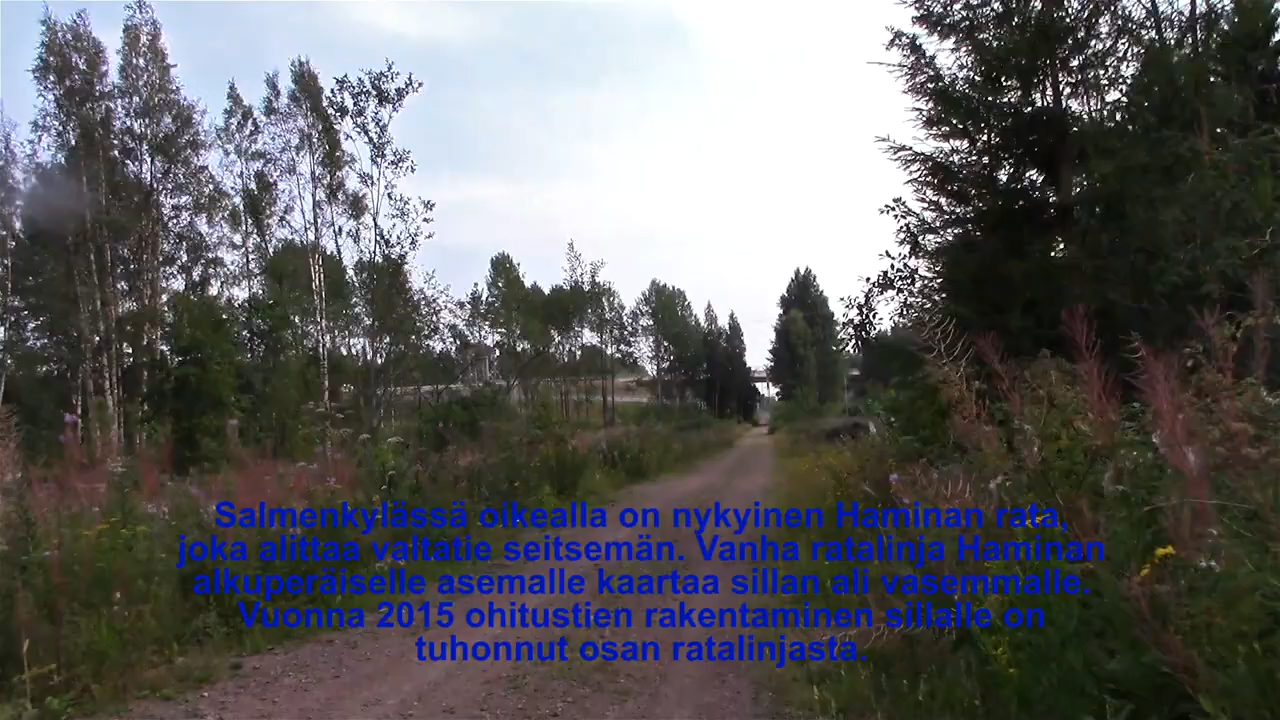 Salmenkylässä oikealla on nykyinen Haminan rata,
joka alittaa valtatie seitsemän. Vanha ratalinja Haminan
alkuperäiselle asemalle kaartaa sillan ali vasemmalle.
Vuonna 2015 ohitustien rakentaminen sillalle on
tuhonnut osan ratalinjasta.